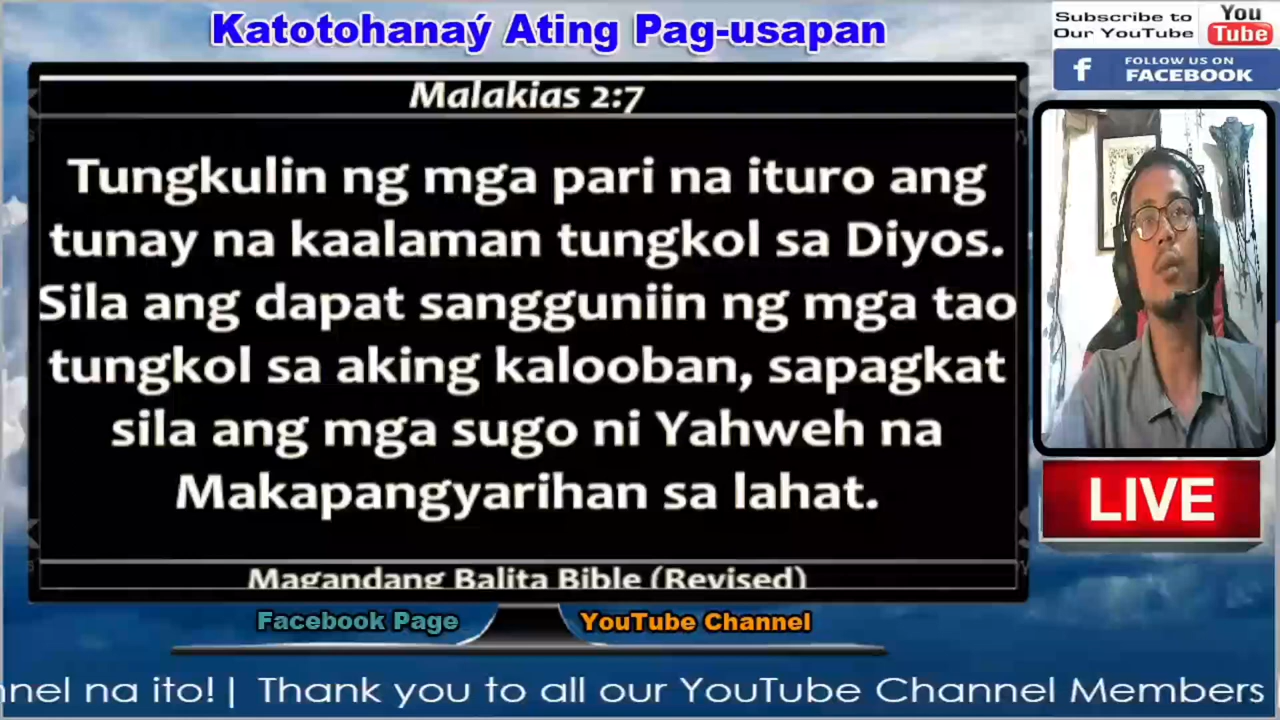 Katotohanaý Ating Pag-usapan
Subscribe to
Our YouTube
You
Tube
f
FOLLOW US ON
FACEBOOK
Malakias 2:7
Tungkulin ng mga pari na ituro ang
tunay na kaalaman tungkol sa Diyos.
Sila ang dapat sangguniin ng mga tao
tungkol sa aking kalooban, sapagkat
sila ang mga sugo ni Yahweh na
Makapangyarihan sa lahat.
Magandang Balita Bible (Revised)
LIVE
Facebook Page
YouTube Channel
na ito! | Thank you to all our YouTube Channel Members